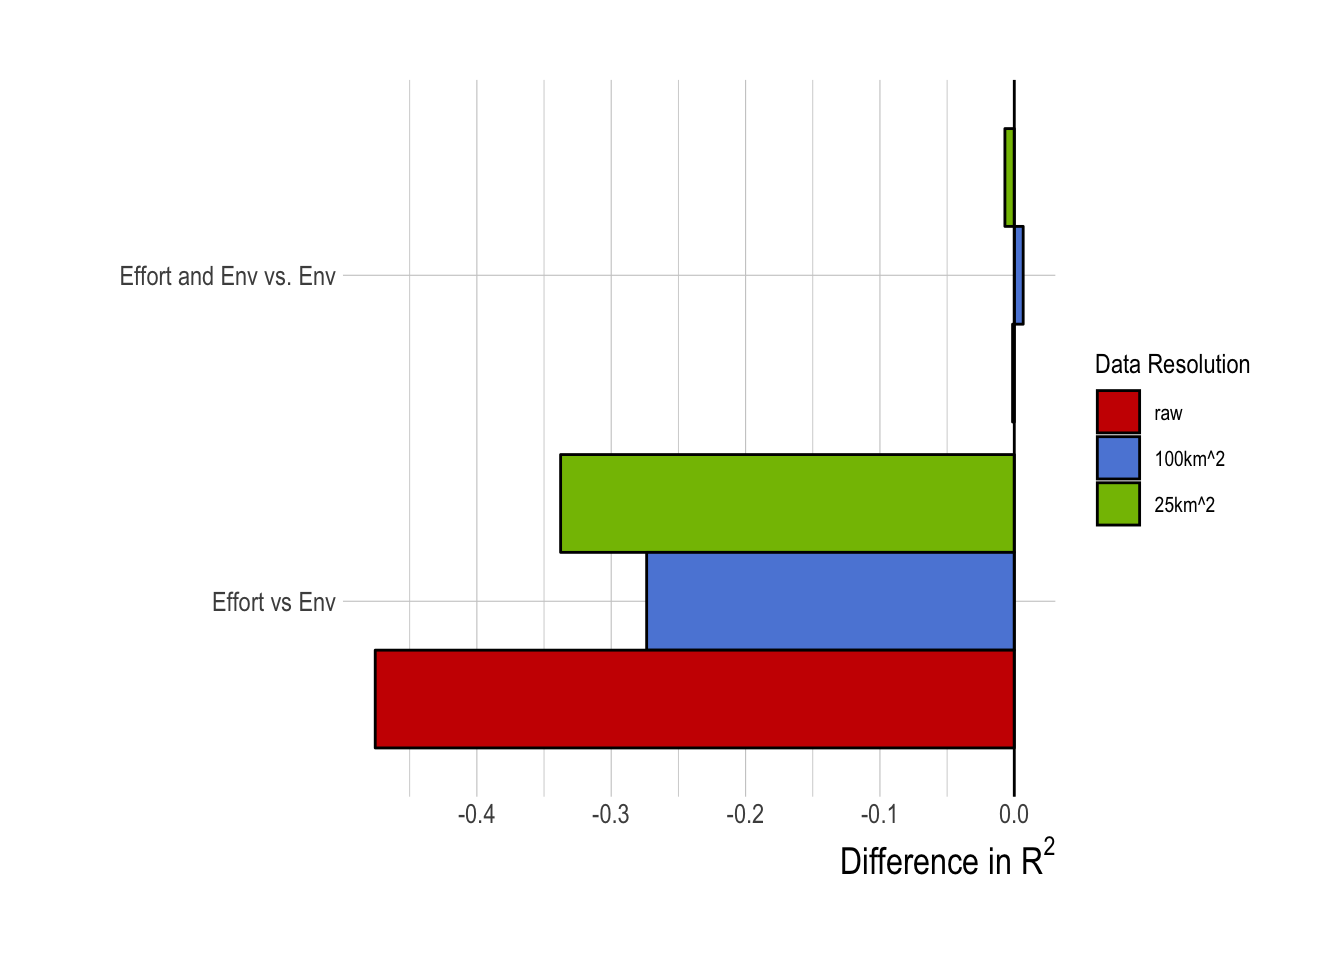 Effort and Env vs. Env
Effort vs Env
-0.4 -0.3 -0.2 -0.1 0.0
Difference in R²
Data Resolution
raw
100km^2
25km^2